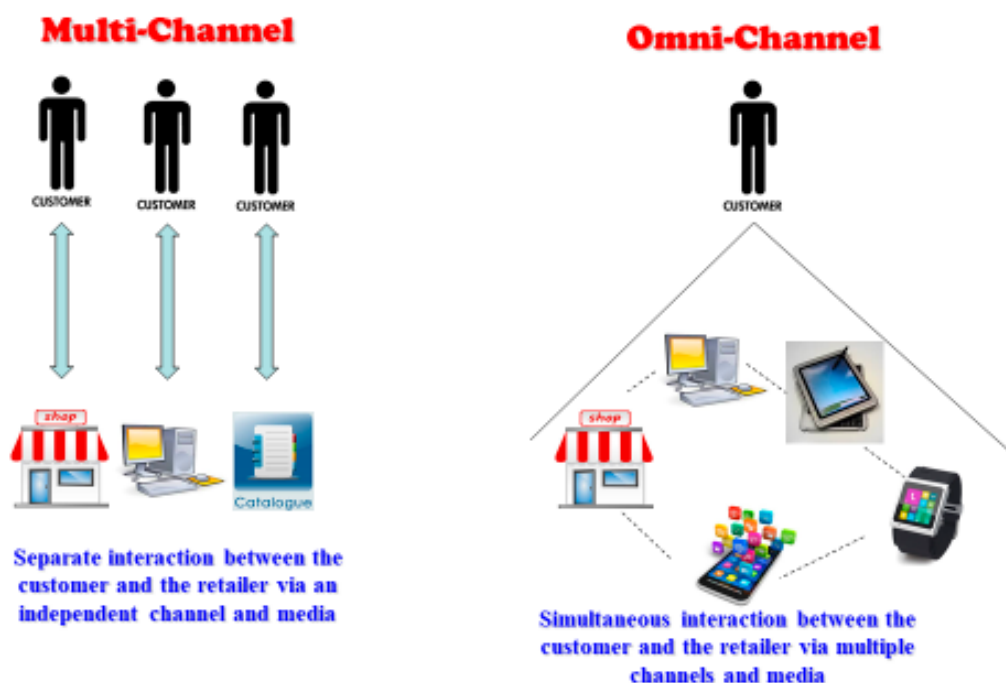 Multi-Channel
CUSTOMER
CUSTOMER
CUSTOMER
shop
Catalogue
Separate interaction between the
customer and the retailer via an
independent channel and media
Omni-Channel
CUSTOMER
shop
Simultaneous interaction between the
customer and the retailer via multiple
channels and media